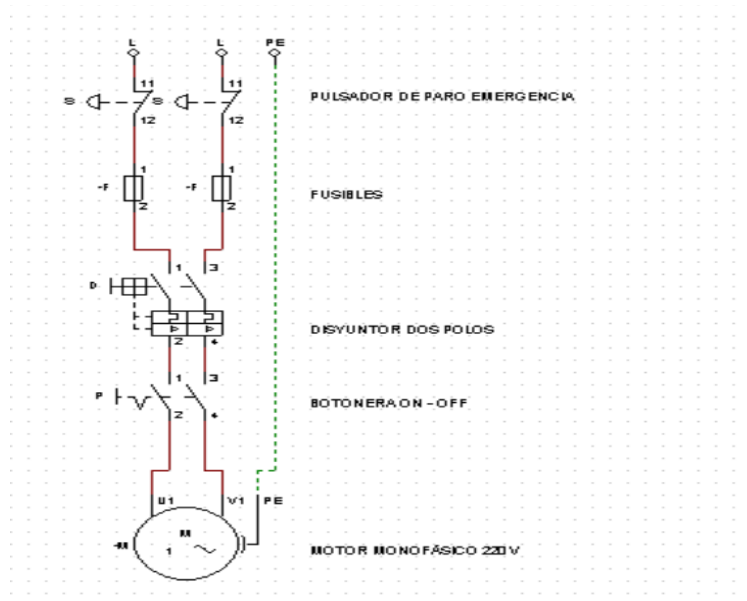 L L PE
11 11
S S PULSADOR DE PARO EMERGENCIA
12 12
1 1
-F -F FUSIBLES
2 2
1 3
D
DISYUNTOR DOS POLOS
2 4
1 3
P BOTONERA ON - OFF
2 4
U1 V1 PE
M
-M 1 MOTOR MONOFÁSICO 220 V